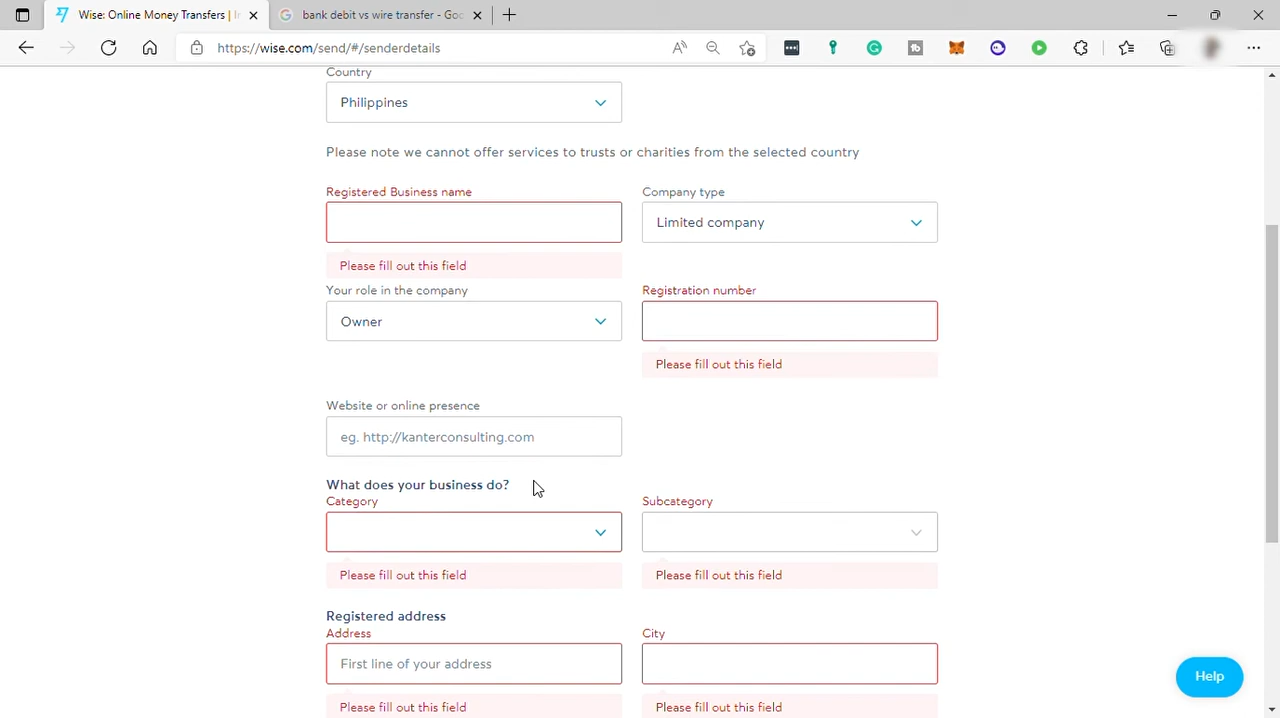 Wise: Online Money Transfers | In
bank debit vs wire transfer - Goo
https://wise.com/send/#/senderdetails
Country
Philippines
Please note we cannot offer services to trusts or charities from the selected country
Registered Business name
Company type
Limited company
Please fill out this field
Your role in the company
Registration number
Owner
Please fill out this field
Website or online presence
eg. http://kanterconsulting.com
What does your business do?
Category
Subcategory
Please fill out this field
Please fill out this field
Registered address
Address
City
First line of your address
Help
Please fill out this field
Please fill out this field